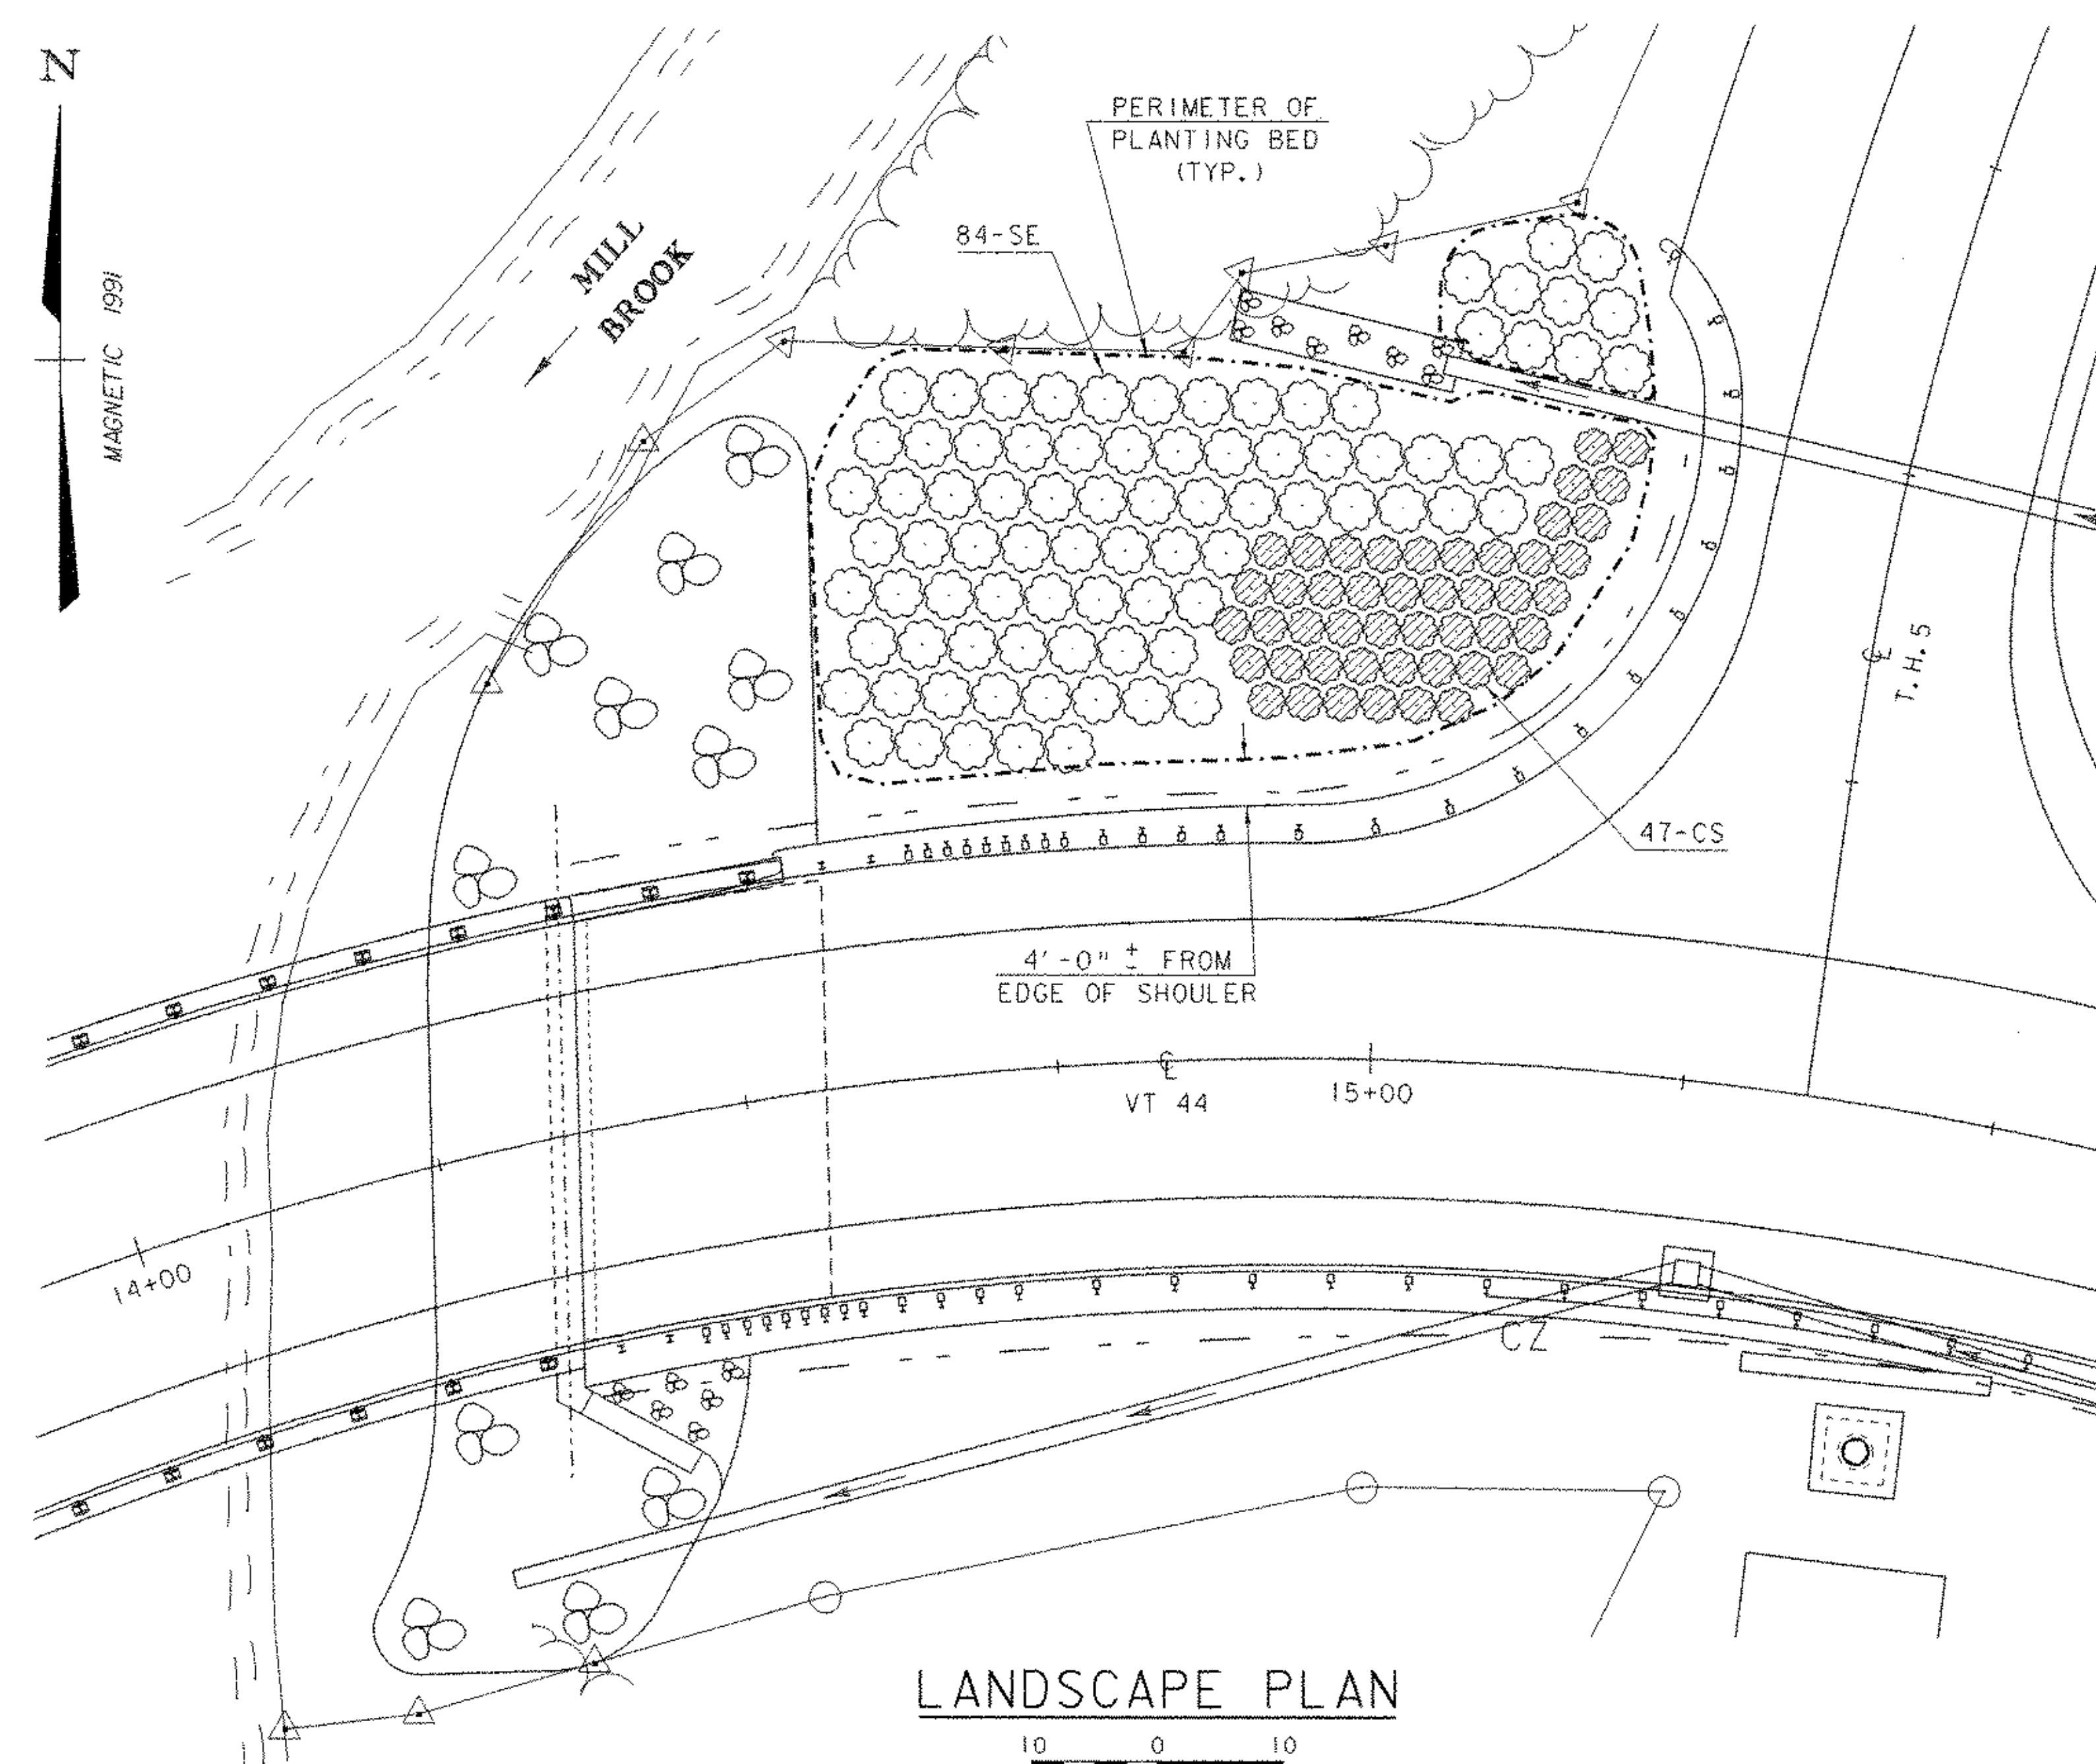 N
MAGNETIC 1991
MILL
BROOK
PERIMETER OF
PLANTING BED
(TYP.)
84-SE
T.H.5
47-CS
4'-0" ± FROM
EDGE OF SHOULER
VT 44
15+00
14+00
CZ
LANDSCAPE PLAN
10 0 10